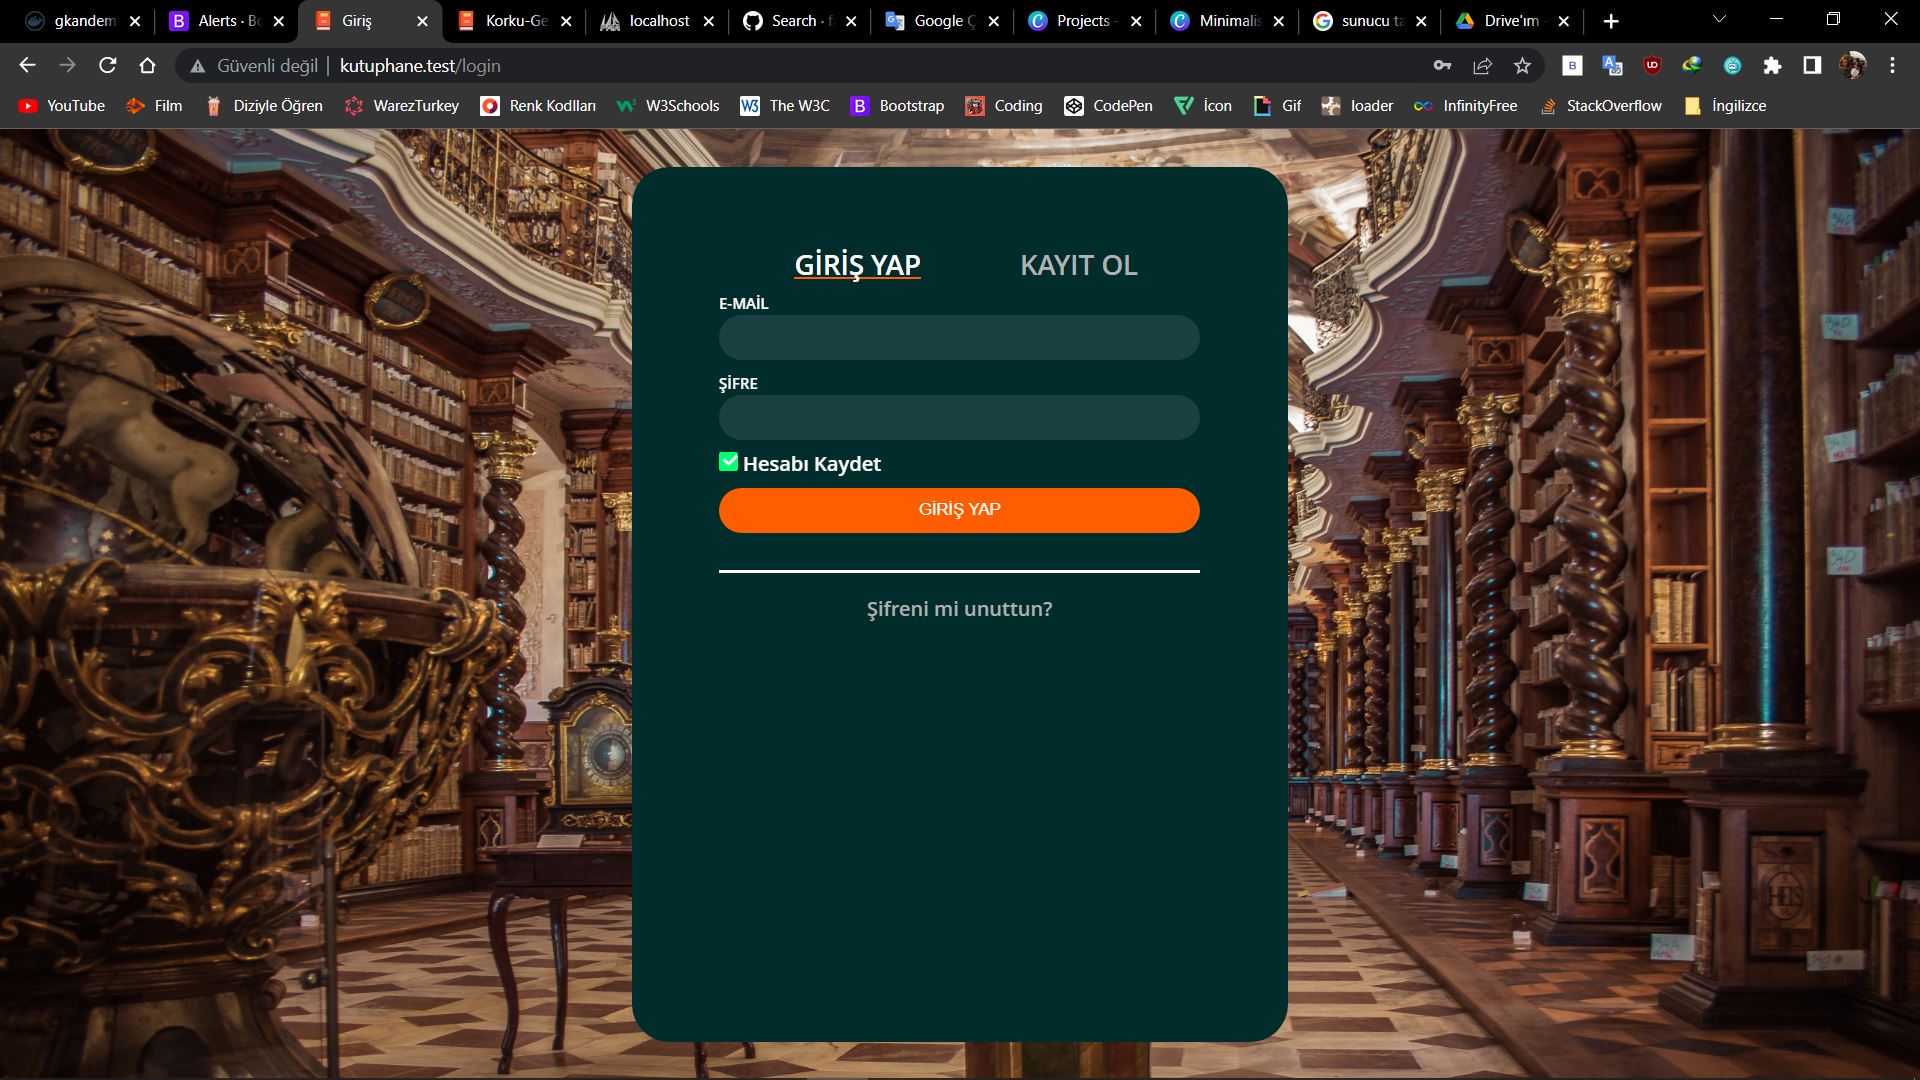 gkandemi
Alerts · Bo
Giriş
Korku-Ge
localhost
Search · f
Google Ç
Projects -
Minimalis
sunucu ta
Drive'ım -
Güvenli değil | kutuphane.test/login
YouTube
Film
Diziyle Öğren
WarezTurkey
Renk Kodlları
W3Schools
The W3C
Bootstrap
Coding
CodePen
İcon
Gif
loader
InfinityFree
StackOverflow
İngilizce
GİRİŞ YAP
KAYIT OL
E-MAİL
ŞİFRE
Hesabı Kaydet
GİRİŞ YAP
Şifreni mi unuttun?